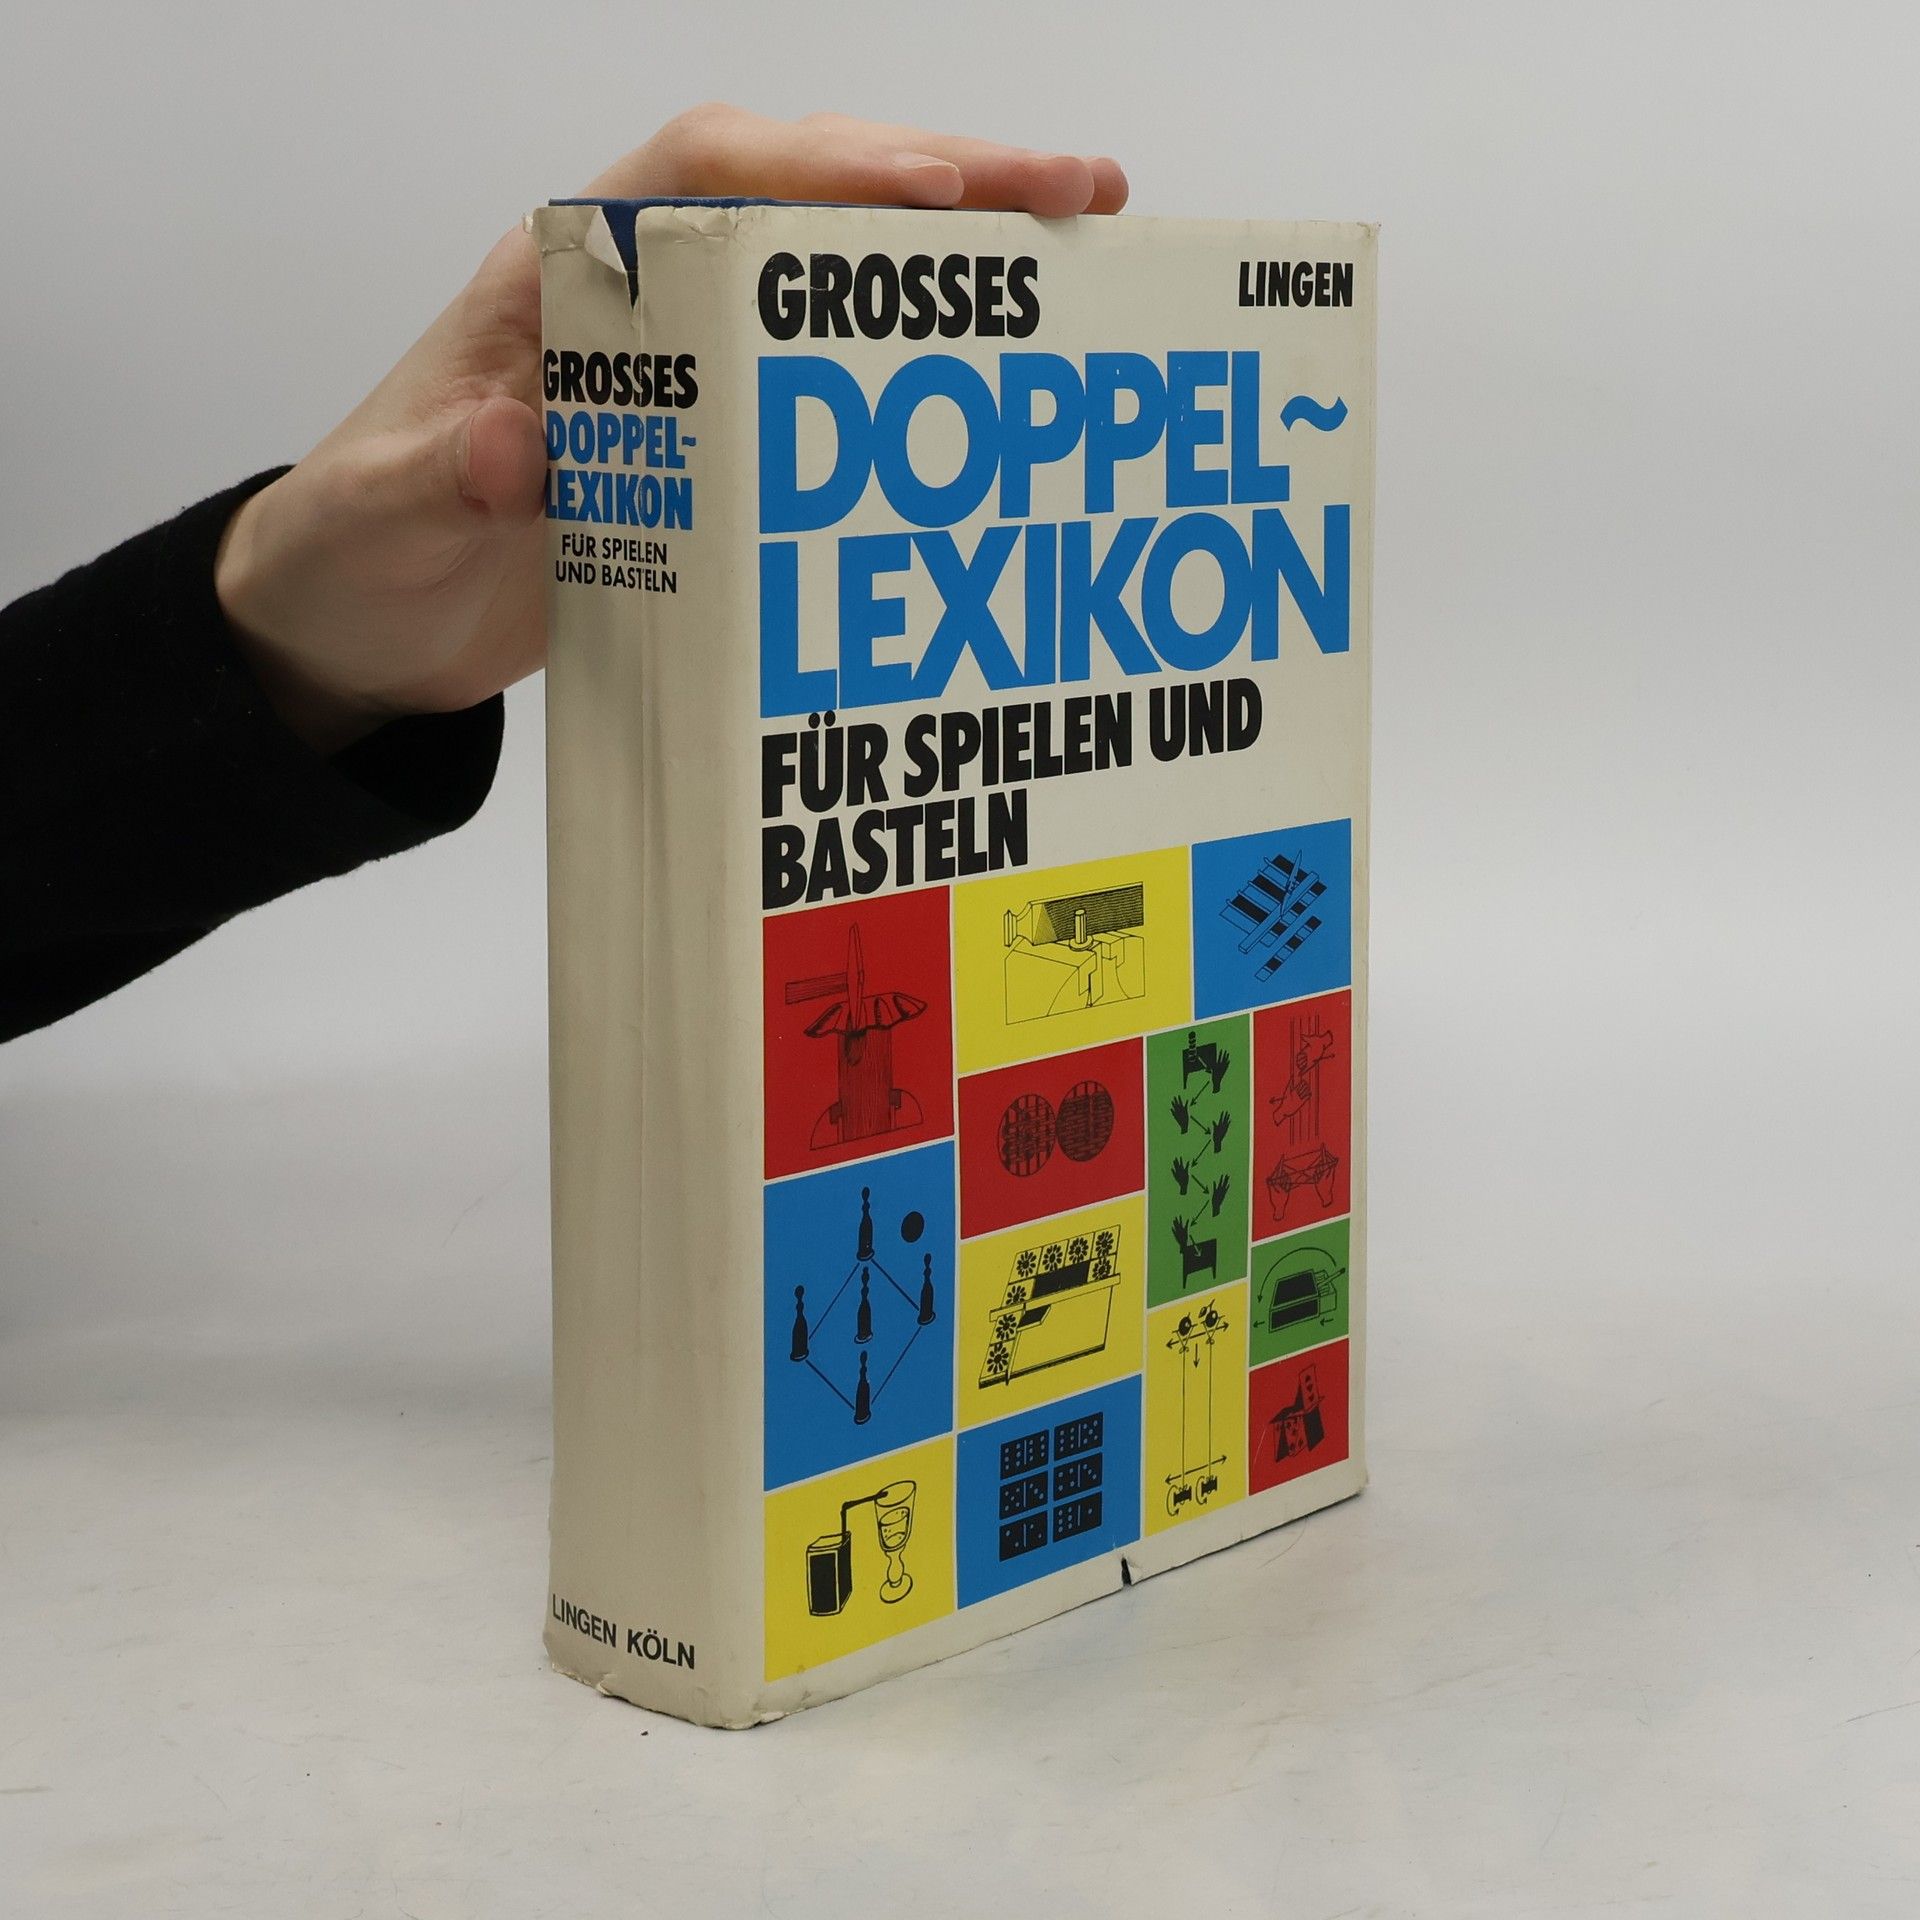 GROSSES
DOPPEL-
LEXIKON
FÜR SPIELEN
UND BASTELN
LINGEN KÖLN
GROSSES
LINGEN
DOPPEL~
LEXIKON
FÜR SPIELEN UND
BASTELN